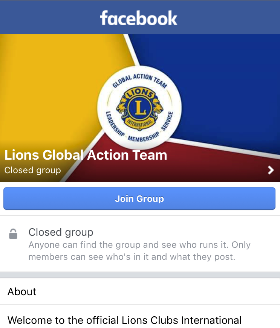 facebook
GLOBAL ACTION TEAM
LIONS
L
INTERNATIONAL
LEADERSHIP MEMBERSHIP SERVICE
Lions Global Action Team
Closed group
Join Group
Closed group
Anyone can find the group and see who runs it. Only
members can see who's in it and what they post.
About
Welcome to the official Lions Clubs International